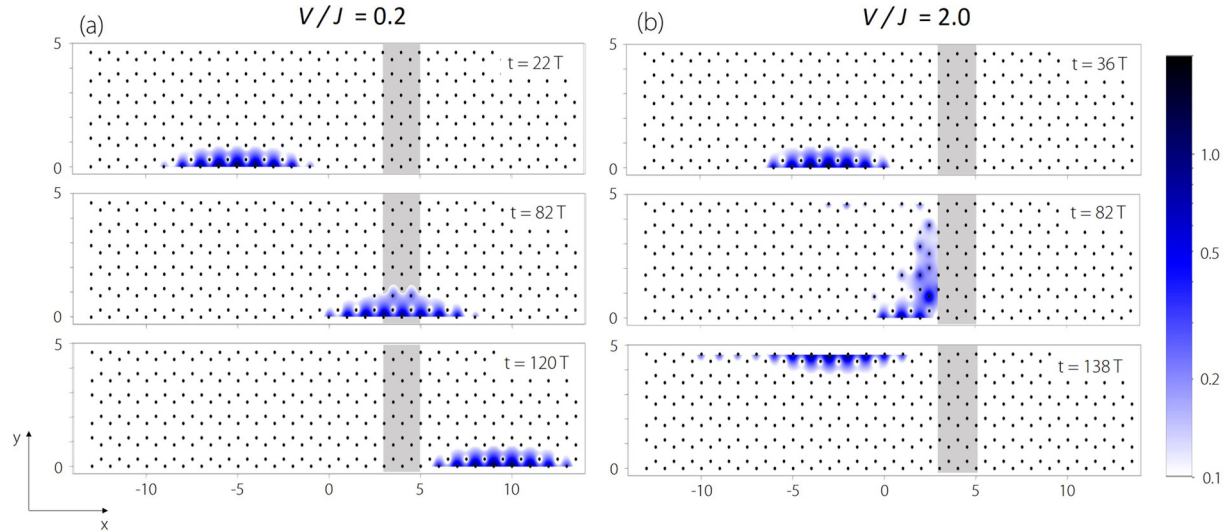 (a) V/J = 0.2
(b) V/J = 2.0
5
t = 22 T
0
5
t = 82 T
0
5
t = 120 T
0
-10 -5 0 5 10
y
x
5
t = 36 T
0
5
t = 82 T
0
5
t = 138 T
0
-10 -5 0 5 10
1.0
0.5
0.2
0.1